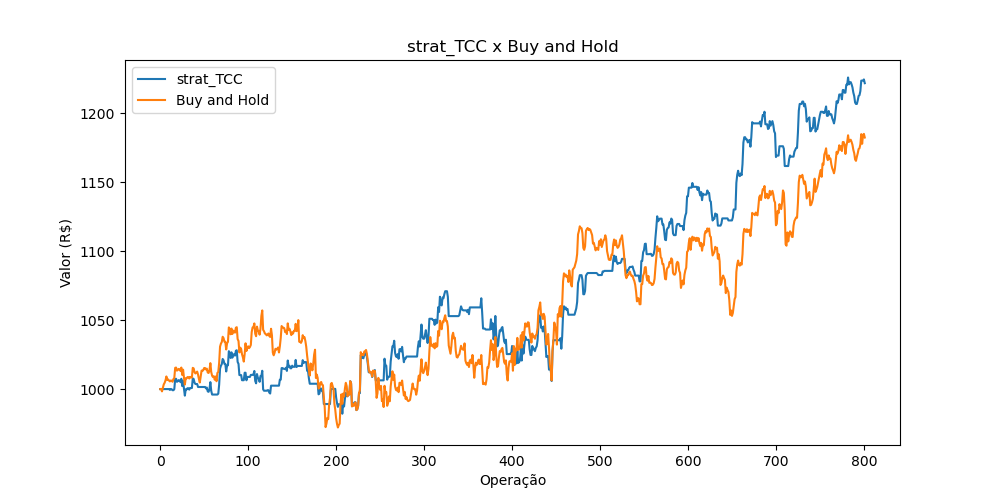 strat_TCC x Buy and Hold
strat_TCC
Buy and Hold
1200
1150
1100
1050
1000
Valor (R$)
0 100 200 300 400 500 600 700 800
Operação